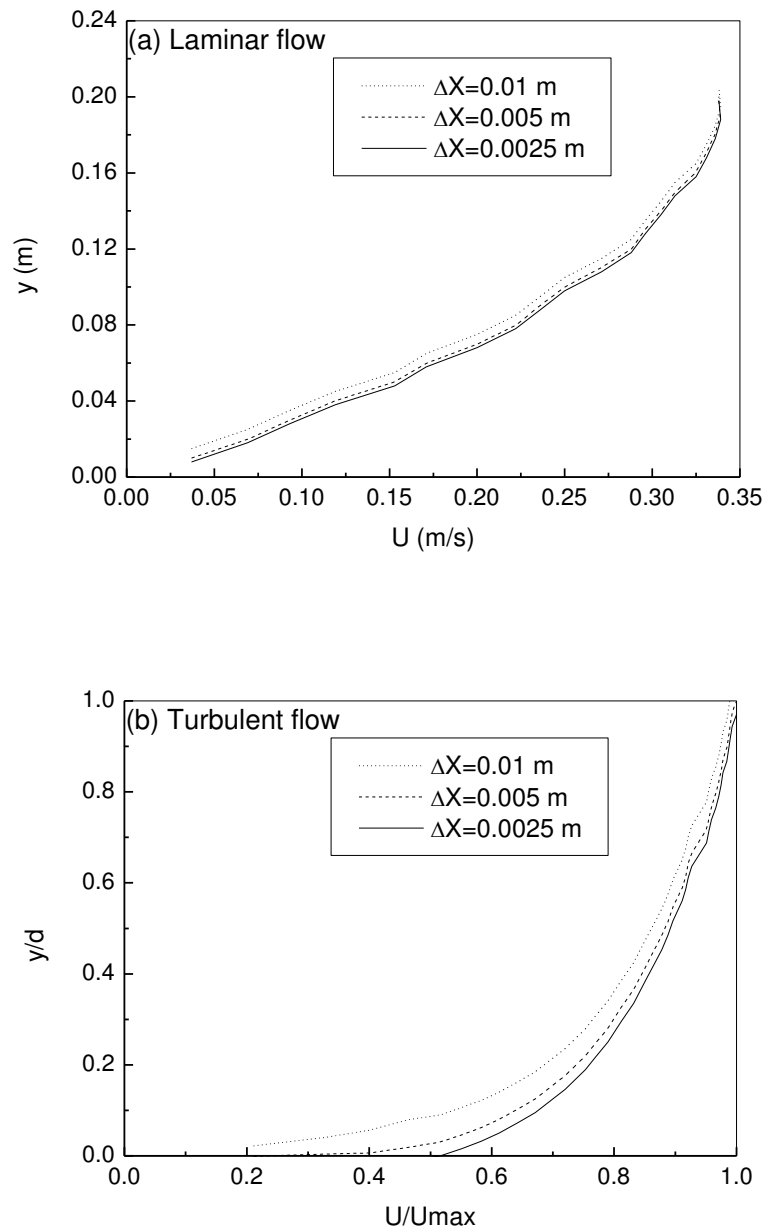 (a) Laminar flow
ΔX=0.01 m
ΔX=0.005 m
ΔX=0.0025 m
0.24
0.20
0.16
0.12
0.08
0.04
0.00
y (m)
0.00 0.05 0.10 0.15 0.20 0.25 0.30 0.35
U (m/s)
(b) Turbulent flow
ΔX=0.01 m
ΔX=0.005 m
ΔX=0.0025 m
1.0
0.8
0.6
0.4
0.2
0.0
y/d
0.0 0.2 0.4 0.6 0.8 1.0
U/Umax